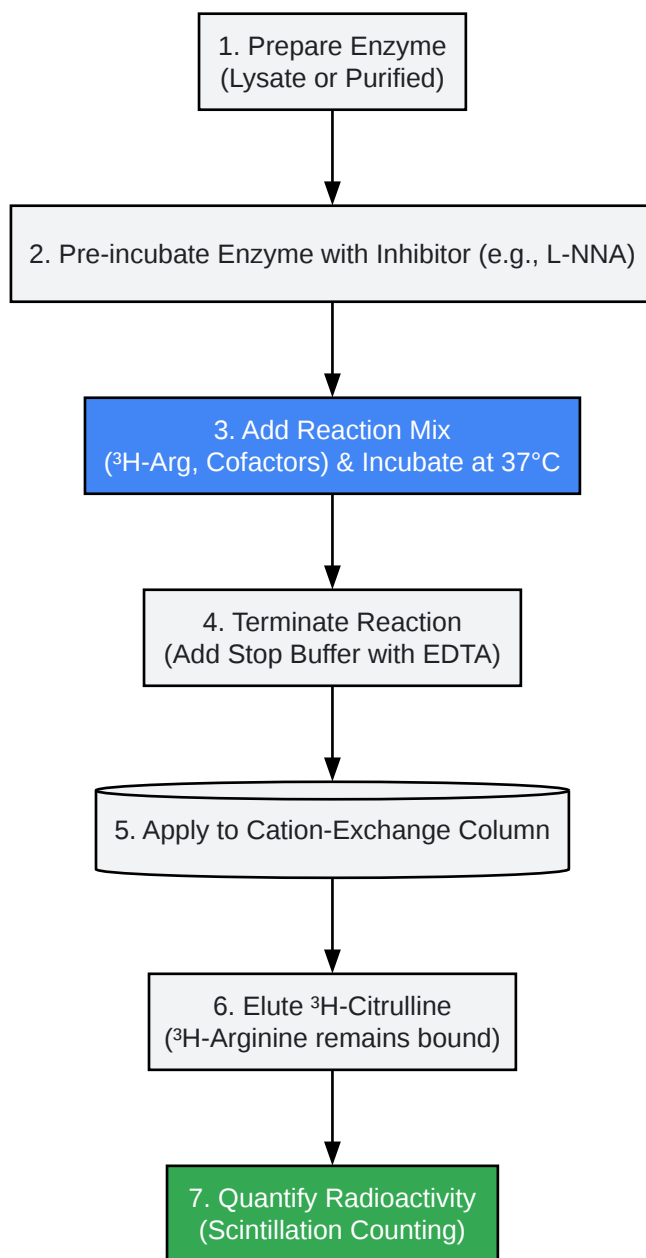 1. Prepare Enzyme
(Lysate or Purified)
2. Pre-incubate Enzyme with Inhibitor (e.g., L-NNA)
3. Add Reaction Mix
(³H-Arg, Cofactors) & Incubate at 37°C
4. Terminate Reaction
(Add Stop Buffer with EDTA)
5. Apply to Cation-Exchange Column
6. Elute ³H-Citrulline
(³H-Arginine remains bound)
7. Quantify Radioactivity
(Scintillation Counting)